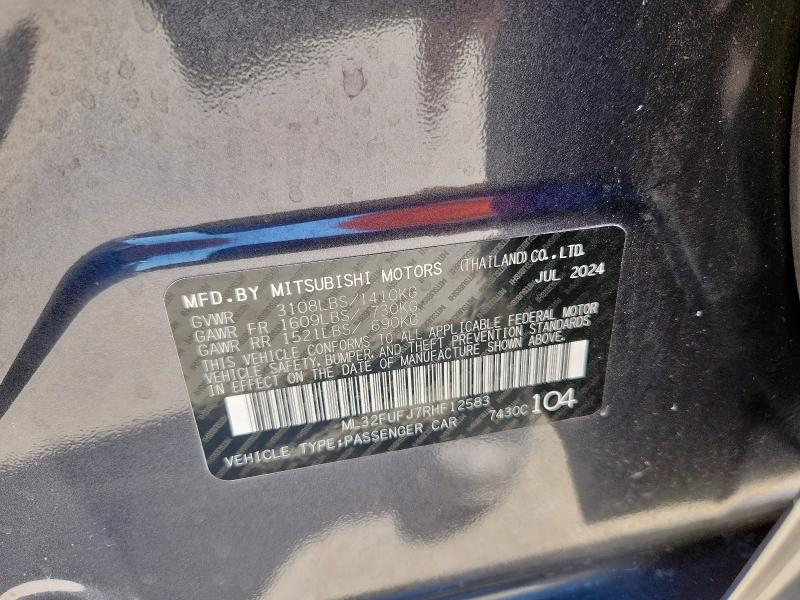 MFD.BY MITSUBISHI MOTORS (THAILAND) CO.,LTD.
JUL 2024
GVWR 3108LBS/1410KG
GAWR FR 1609LBS/ 730KG
GAWR RR 1521LBS/ 690KG
THIS VEHICLE CONFORMS TO ALL APPLICABLE FEDERAL MOTOR
VEHICLE SAFETY, BUMPER, AND THEFT PREVENTION STANDARDS
IN EFFECT ON THE DATE OF MANUFACTURE SHOWN ABOVE.
ML32FUFJ7RHF12583
7430C 104
VEHICLE TYPE:PASSENGER CAR